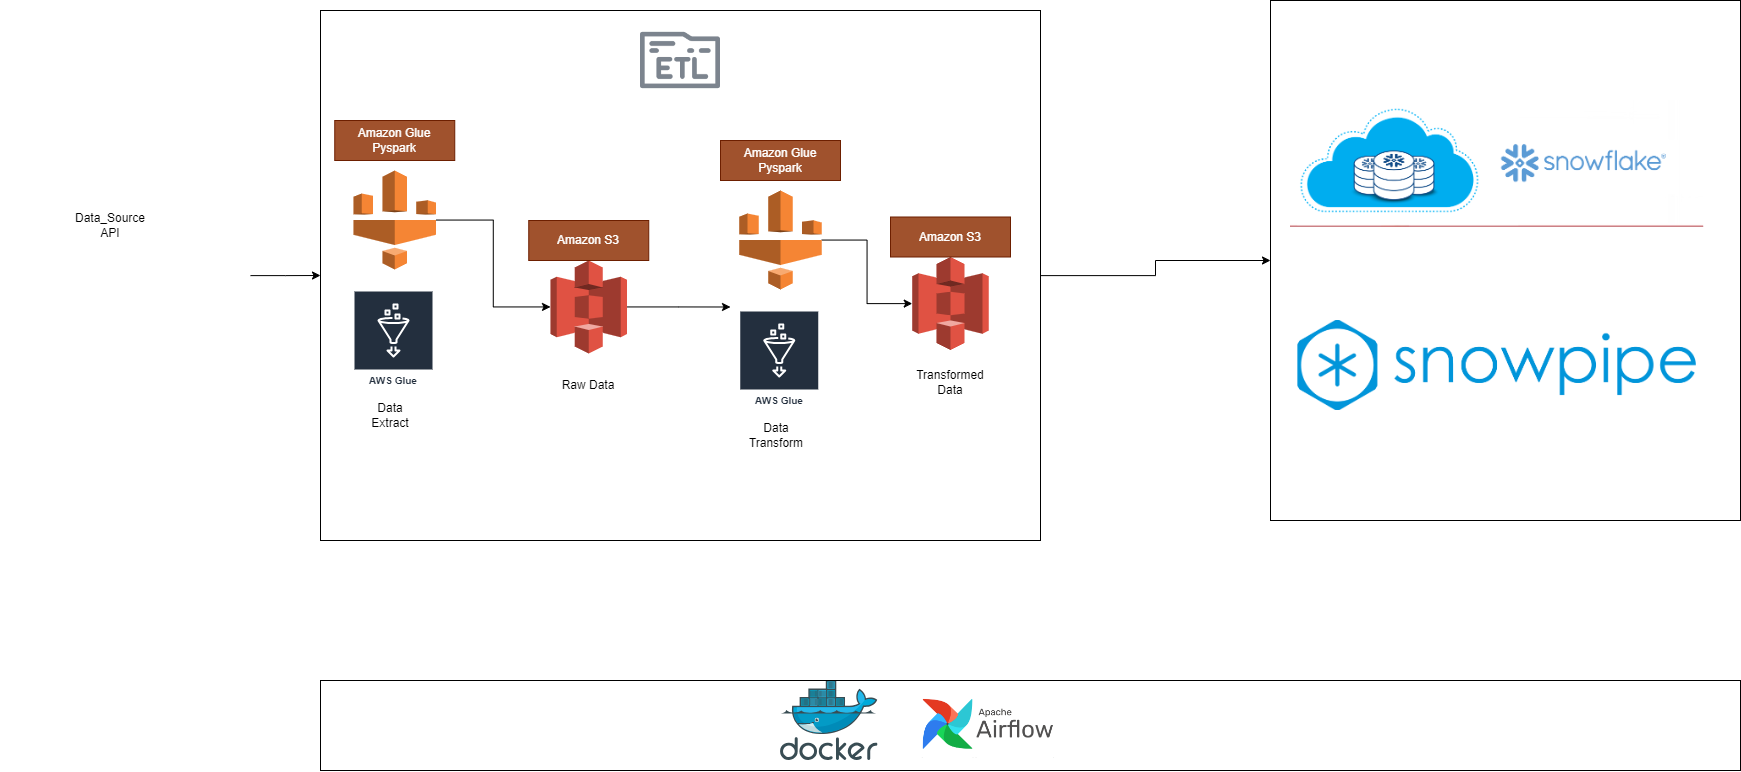 Data_Source
API
ETL
Amazon Glue
Pyspark
AWS Glue
Data
Extract
Amazon S3
Raw Data
Amazon Glue
Pyspark
AWS Glue
Data
Transform
Amazon S3
Transformed
Data
snowflake®
snowpipe
docker
Apache
Airflow